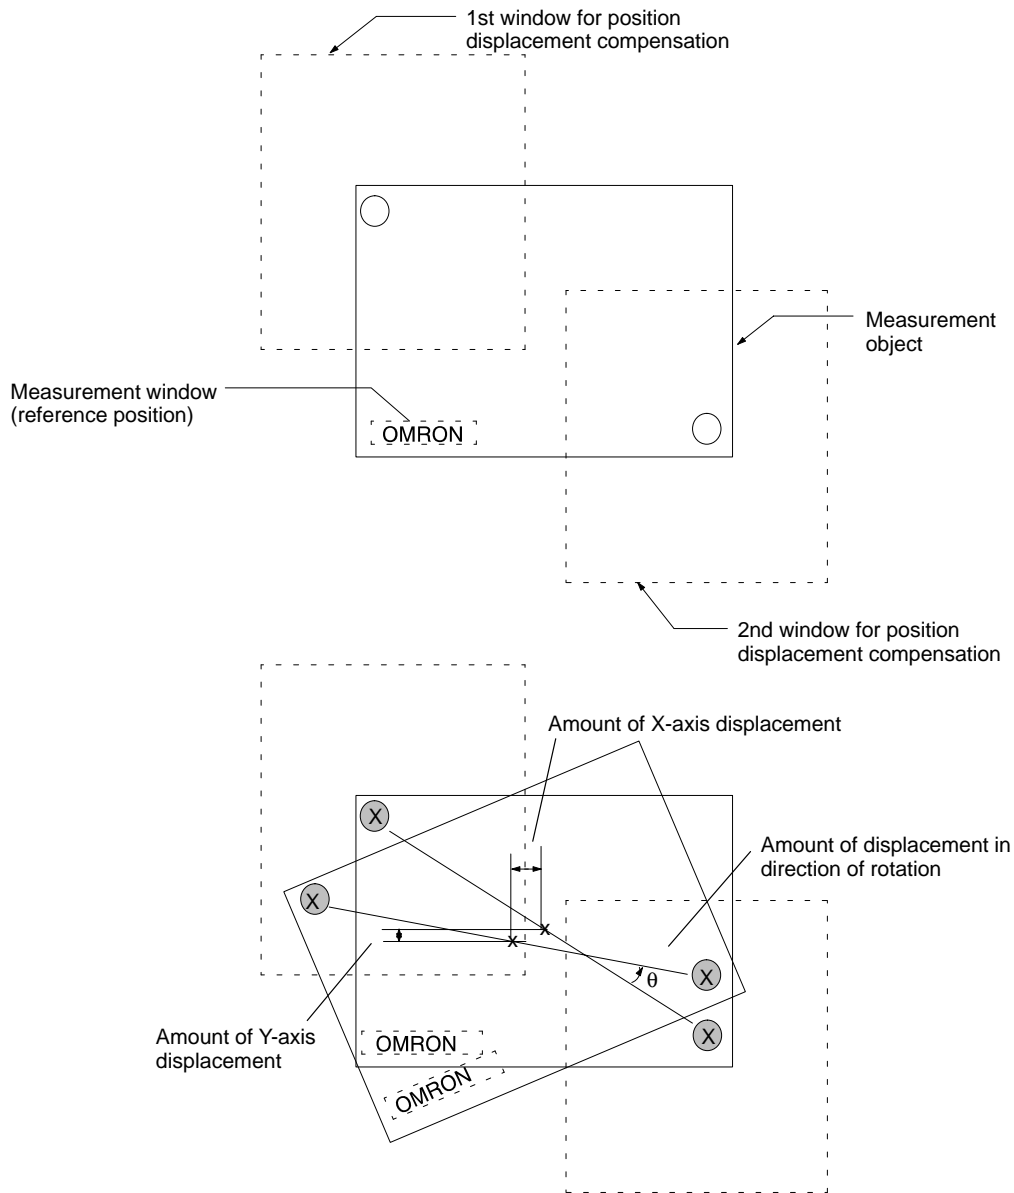 1st window for position
displacement compensation
Measurement
object
Measurement window
(reference position)
OMRON
2nd window for position
displacement compensation
Amount of X-axis displacement
X
Amount of displacement in
direction of rotation
X
x
x
X
θ
X
Amount of Y-axis
displacement
OMRON
OMRON